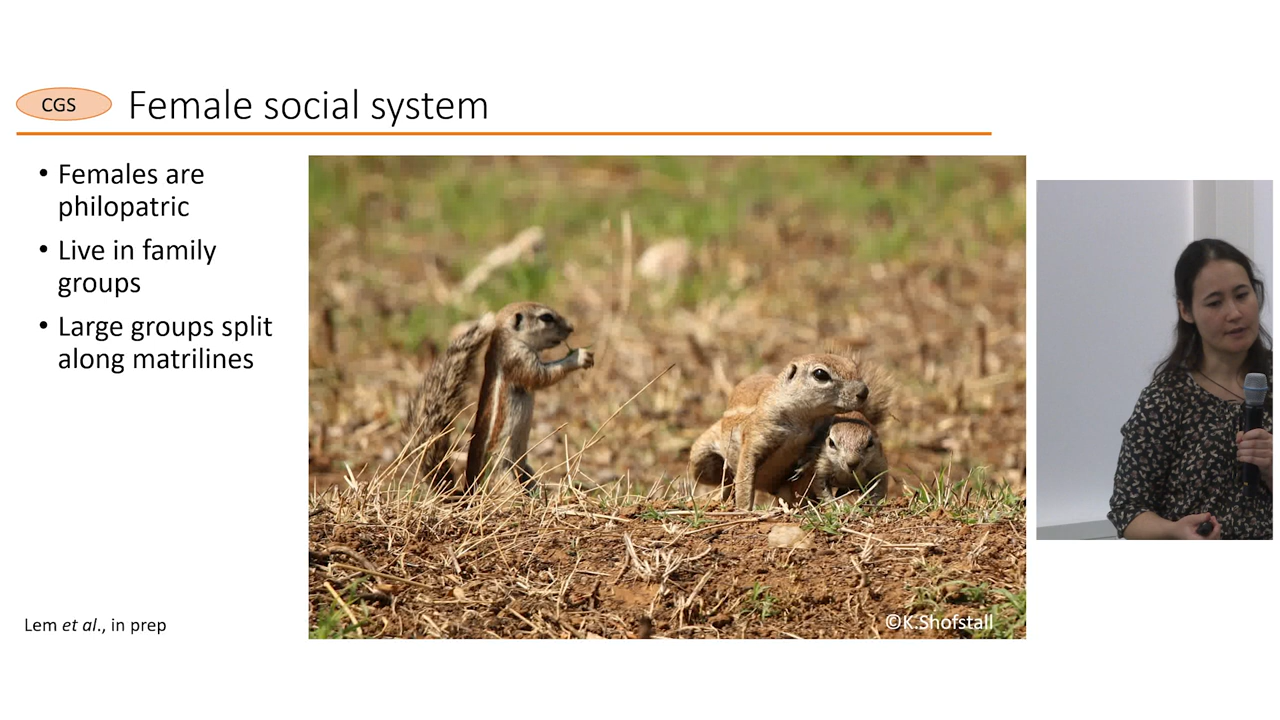 CGS
Female social system
• Females are
philopatric
• Live in family
groups
• Large groups split
along matrilines
Lem et al., in prep
©K.Shofstall